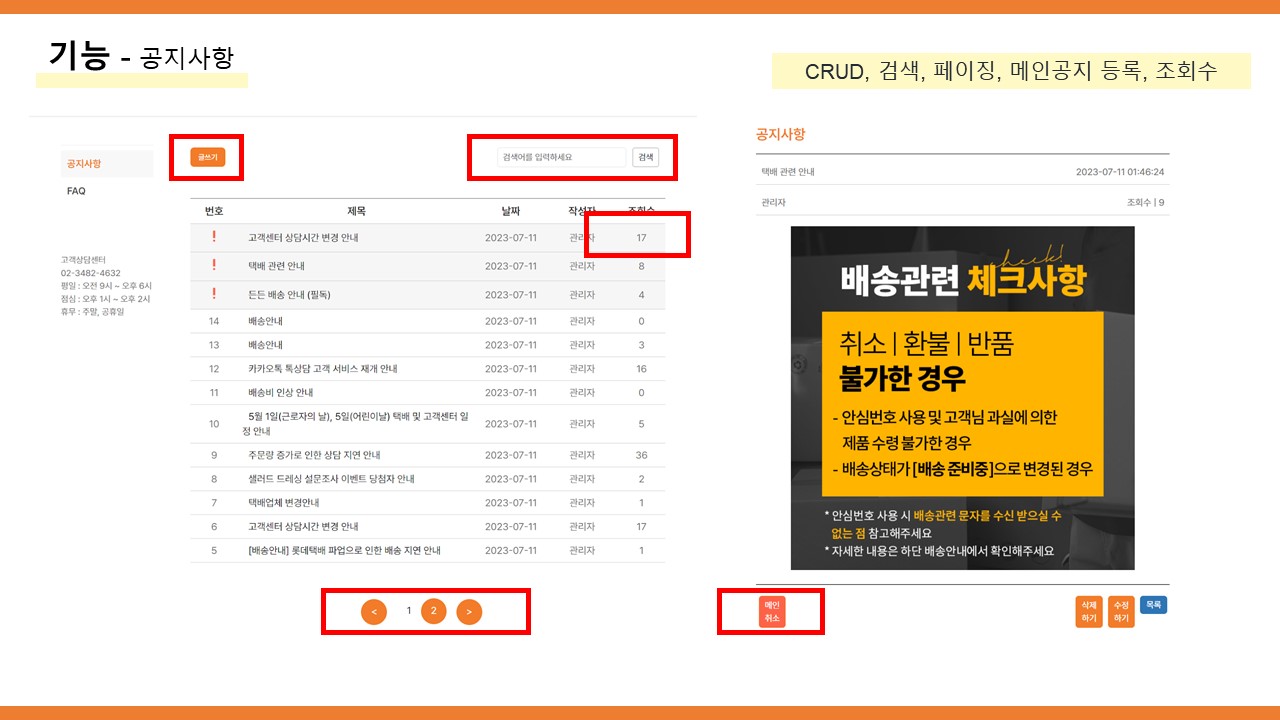 기능 - 공지사항
CRUD, 검색, 페이징, 메인공지 등록, 조회수
공지사항
FAQ
고객상담센터
02-3482-4632
평일 : 오전 9시 ~ 오후 6시
점심 : 오후 1시 ~ 오후 2시
휴무 : 주말, 공휴일
글쓰기
검색어를 입력하세요 검색
번호 제목 날짜 작성자 조회수
❗ 고객센터 상담시간 변경 안내 2023-07-11 관리자 17
❗ 택배 관련 안내 2023-07-11 관리자 8
❗ 든든 배송 안내 (필독) 2023-07-11 관리자 4
14 배송안내 2023-07-11 관리자 0
13 배송안내 2023-07-11 관리자 3
12 카카오톡 톡상담 고객 서비스 재개 안내 2023-07-11 관리자 16
11 배송비 인상 안내 2023-07-11 관리자 0
10 5월 1일(근로자의 날), 5일(어린이날) 택배 및 고객센터 일
정 안내 2023-07-11 관리자 5
9 주문량 증가로 인한 상담 지연 안내 2023-07-11 관리자 36
8 샐러드 드레싱 설문조사 이벤트 당첨자 안내 2023-07-11 관리자 2
7 택배업체 변경안내 2023-07-11 관리자 1
6 고객센터 상담시간 변경 안내 2023-07-11 관리자 17
5 [배송안내] 롯데택배 파업으로 인한 배송 지연 안내 2023-07-11 관리자 1
< 1 2 >
공지사항
택배 관련 안내 2023-07-11 01:46:24
관리자 조회수 | 9
check!
배송관련 체크사항
취소 | 환불 | 반품
불가한 경우
- 안심번호 사용 및 고객님 과실에 의한
제품 수령 불가한 경우
- 배송상태가 [배송 준비중]으로 변경된 경우
* 안심번호 사용 시 배송관련 문자를 수신 받으실 수
없는 점 참고해주세요
* 자세한 내용은 하단 배송안내에서 확인해주세요
메인
취소
삭제
하기
수정
하기
목록